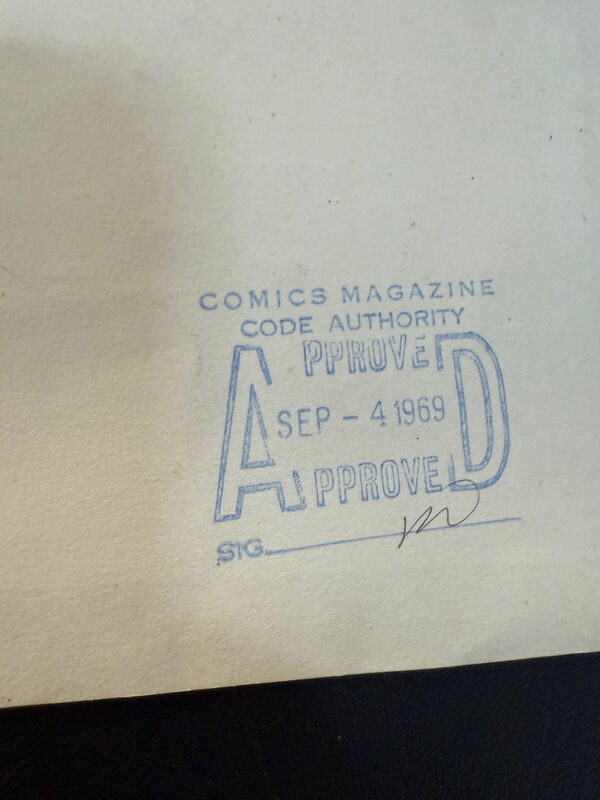 COMICS MAGAZINE
CODE AUTHORITY
APPROVED
SEP - 4 1969
APPROVED
SIG.